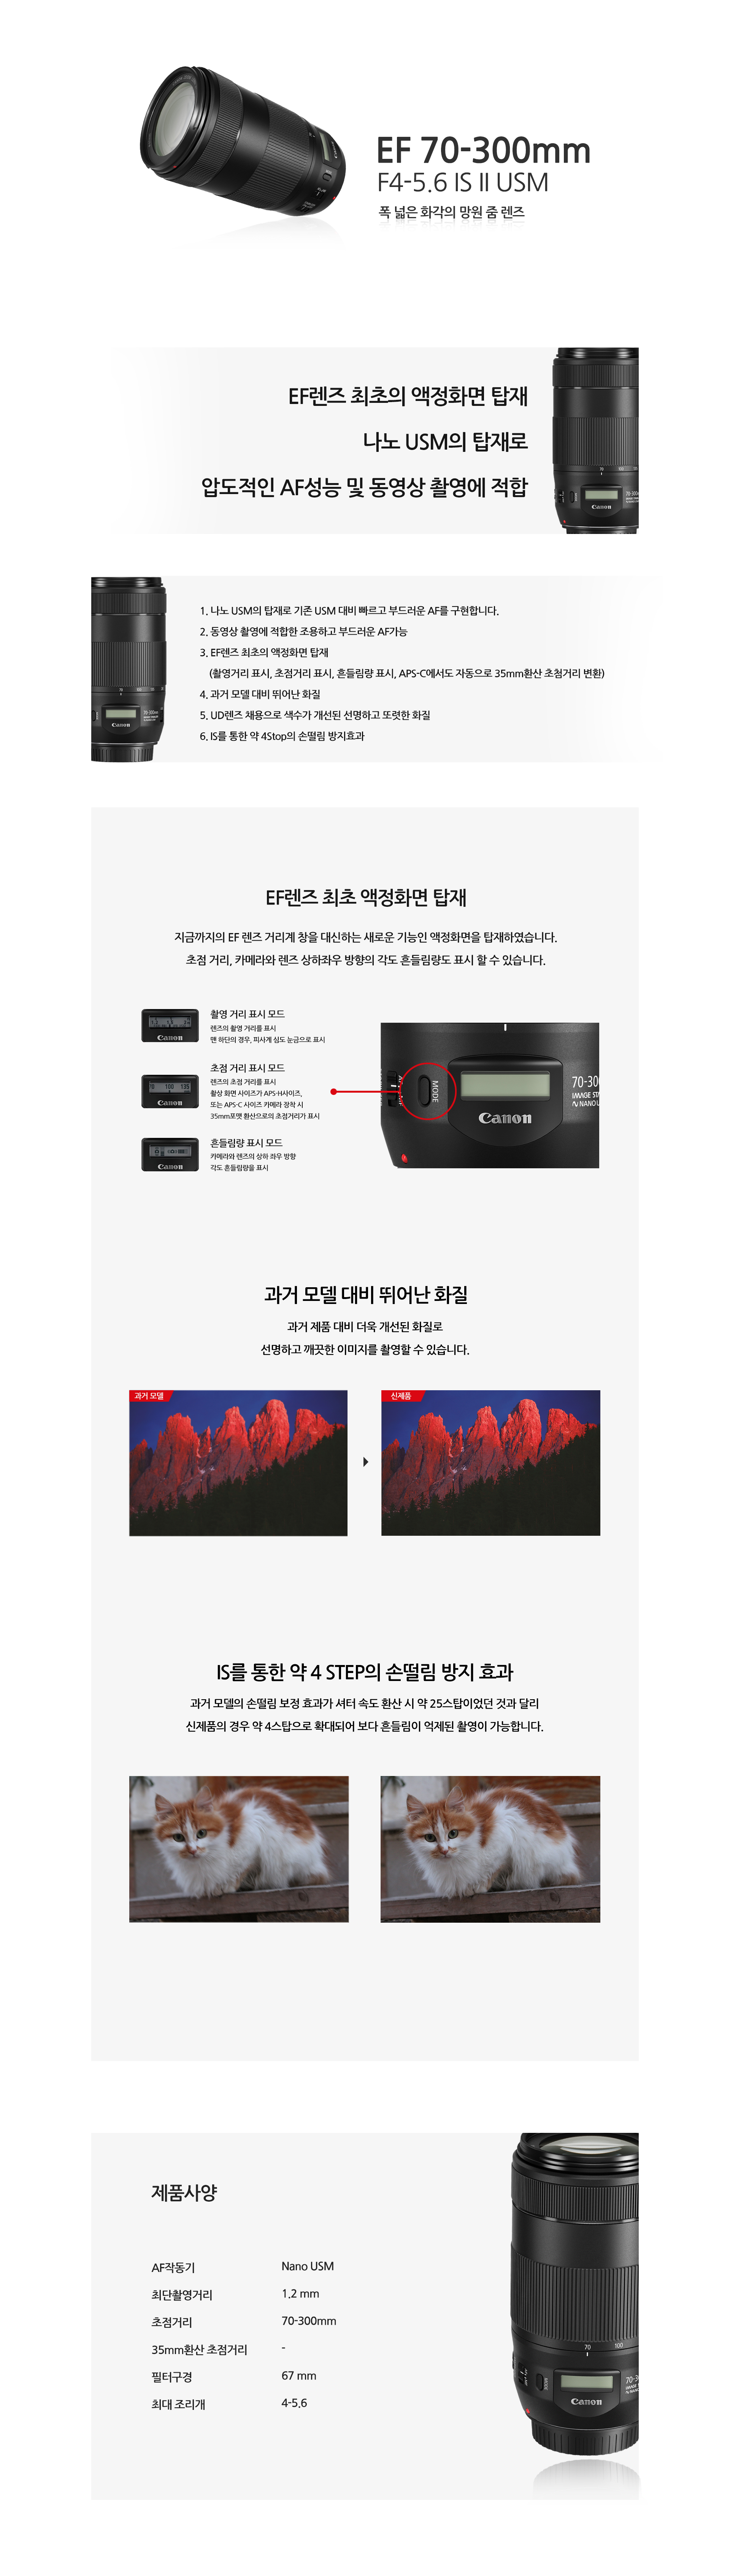 EF 70-300mm
F4-5.6 IS II USM
폭 넓은 화각의 망원 줌 렌즈
EF렌즈 최초의 액정화면 탑재
나노 USM의 탑재로
압도적인 AF성능 및 동영상 촬영에 적합
70 100
Canon
1. 나노 USM의 탑재로 기존 USM 대비 빠르고 부드러운 AF를 구현합니다.
2. 동영상 촬영에 적합한 조용하고 부드러운 AF가능
3. EF렌즈 최초의 액정화면 탑재
(촬영거리 표시, 초점거리 표시, 흔들림량 표시, APS-C에서도 자동으로 35mm환산 초첨거리 변환)
4. 과거 모델 대비 뛰어난 화질
5. UD렌즈 채용으로 색수가 개선된 선명하고 또렷한 화질
6. IS를 통한 약 4Stop의 손떨림 방지효과
70 100
Canon
EF렌즈 최초 액정화면 탑재
지금까지의 EF 렌즈 거리계 창을 대신하는 새로운 기능인 액정화면을 탑재하였습니다.
초점 거리, 카메라와 렌즈 상하좌우 방향의 각도 흔들림량도 표시 할 수 있습니다.
Canon
촬영 거리 표시 모드
렌즈의 촬영 거리를 표시
맨 하단의 경우, 피사계 심도 눈금으로 표시
100 135
Canon
초점 거리 표시 모드
렌즈의 초점 거리를 표시
촬상 화면 사이즈가 APS-H사이즈,
또는 APS-C 사이즈 카메라 장착 시
35mm포맷 환산으로의 초점거리가 표시
Canon
흔들림량 표시 모드
카메라와 렌즈의 상하 좌우 방향
각도 흔들림량을 표시
MODE
Canon
70-30
IMAGE ST
NANO U
과거 모델 대비 뛰어난 화질
과거 제품 대비 더욱 개선된 화질로
선명하고 깨끗한 이미지를 촬영할 수 있습니다.
과거 모델
신제품
IS를 통한 약 4 STEP의 손떨림 방지 효과
과거 모델의 손떨림 보정 효과가 셔터 속도 환산 시 약 25스탑이었던 것과 달리
신제품의 경우 약 4스탑으로 확대되어 보다 흔들림이 억제된 촬영이 가능합니다.
제품사양
AF작동기 Nano USM
최단촬영거리 1.2 mm
초점거리 70-300mm
35mm환산 초점거리 -
필터구경 67 mm
최대 조리개 4-5.6
70 100
Canon